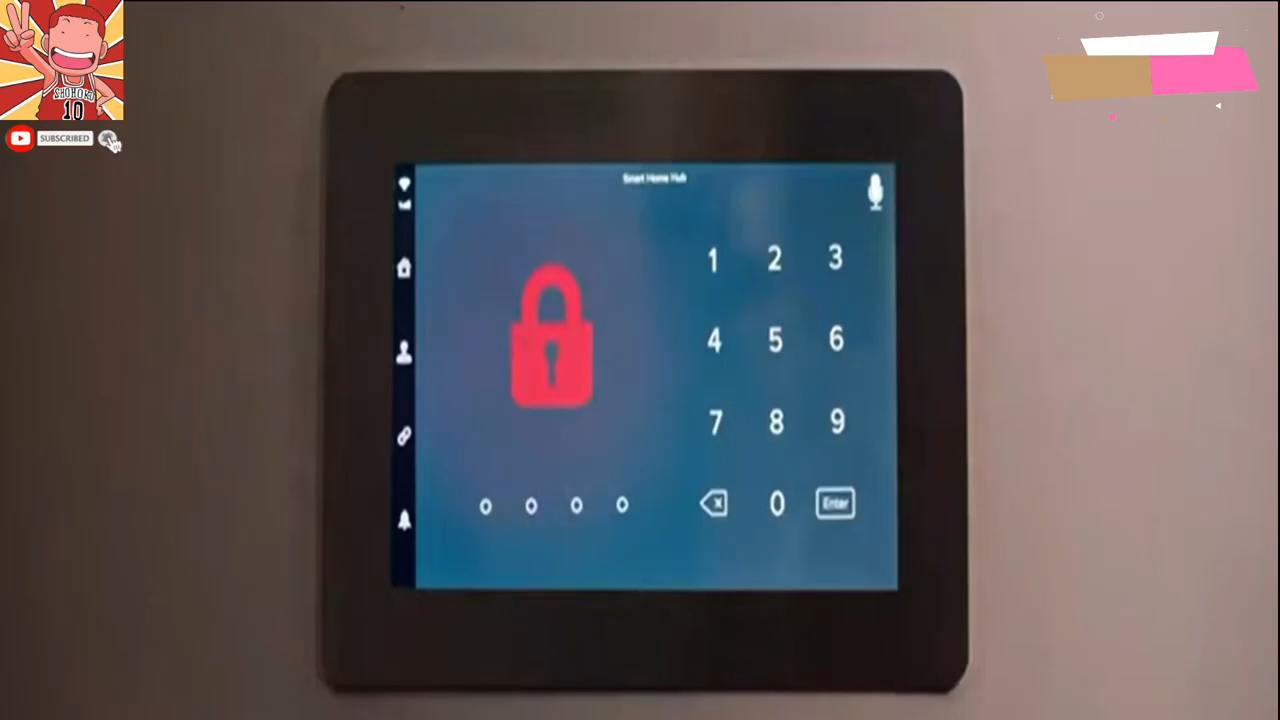 SHOHOKU
10
SUBSCRIBED
Smart Home Hub
1 2 3
4 5 6
7 8 9
0 Enter